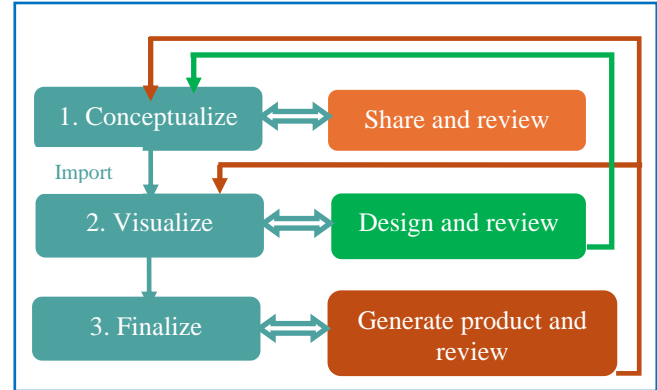 1. Conceptualize
Share and review
Import
2. Visualize
Design and review
3. Finalize
Generate product and
review